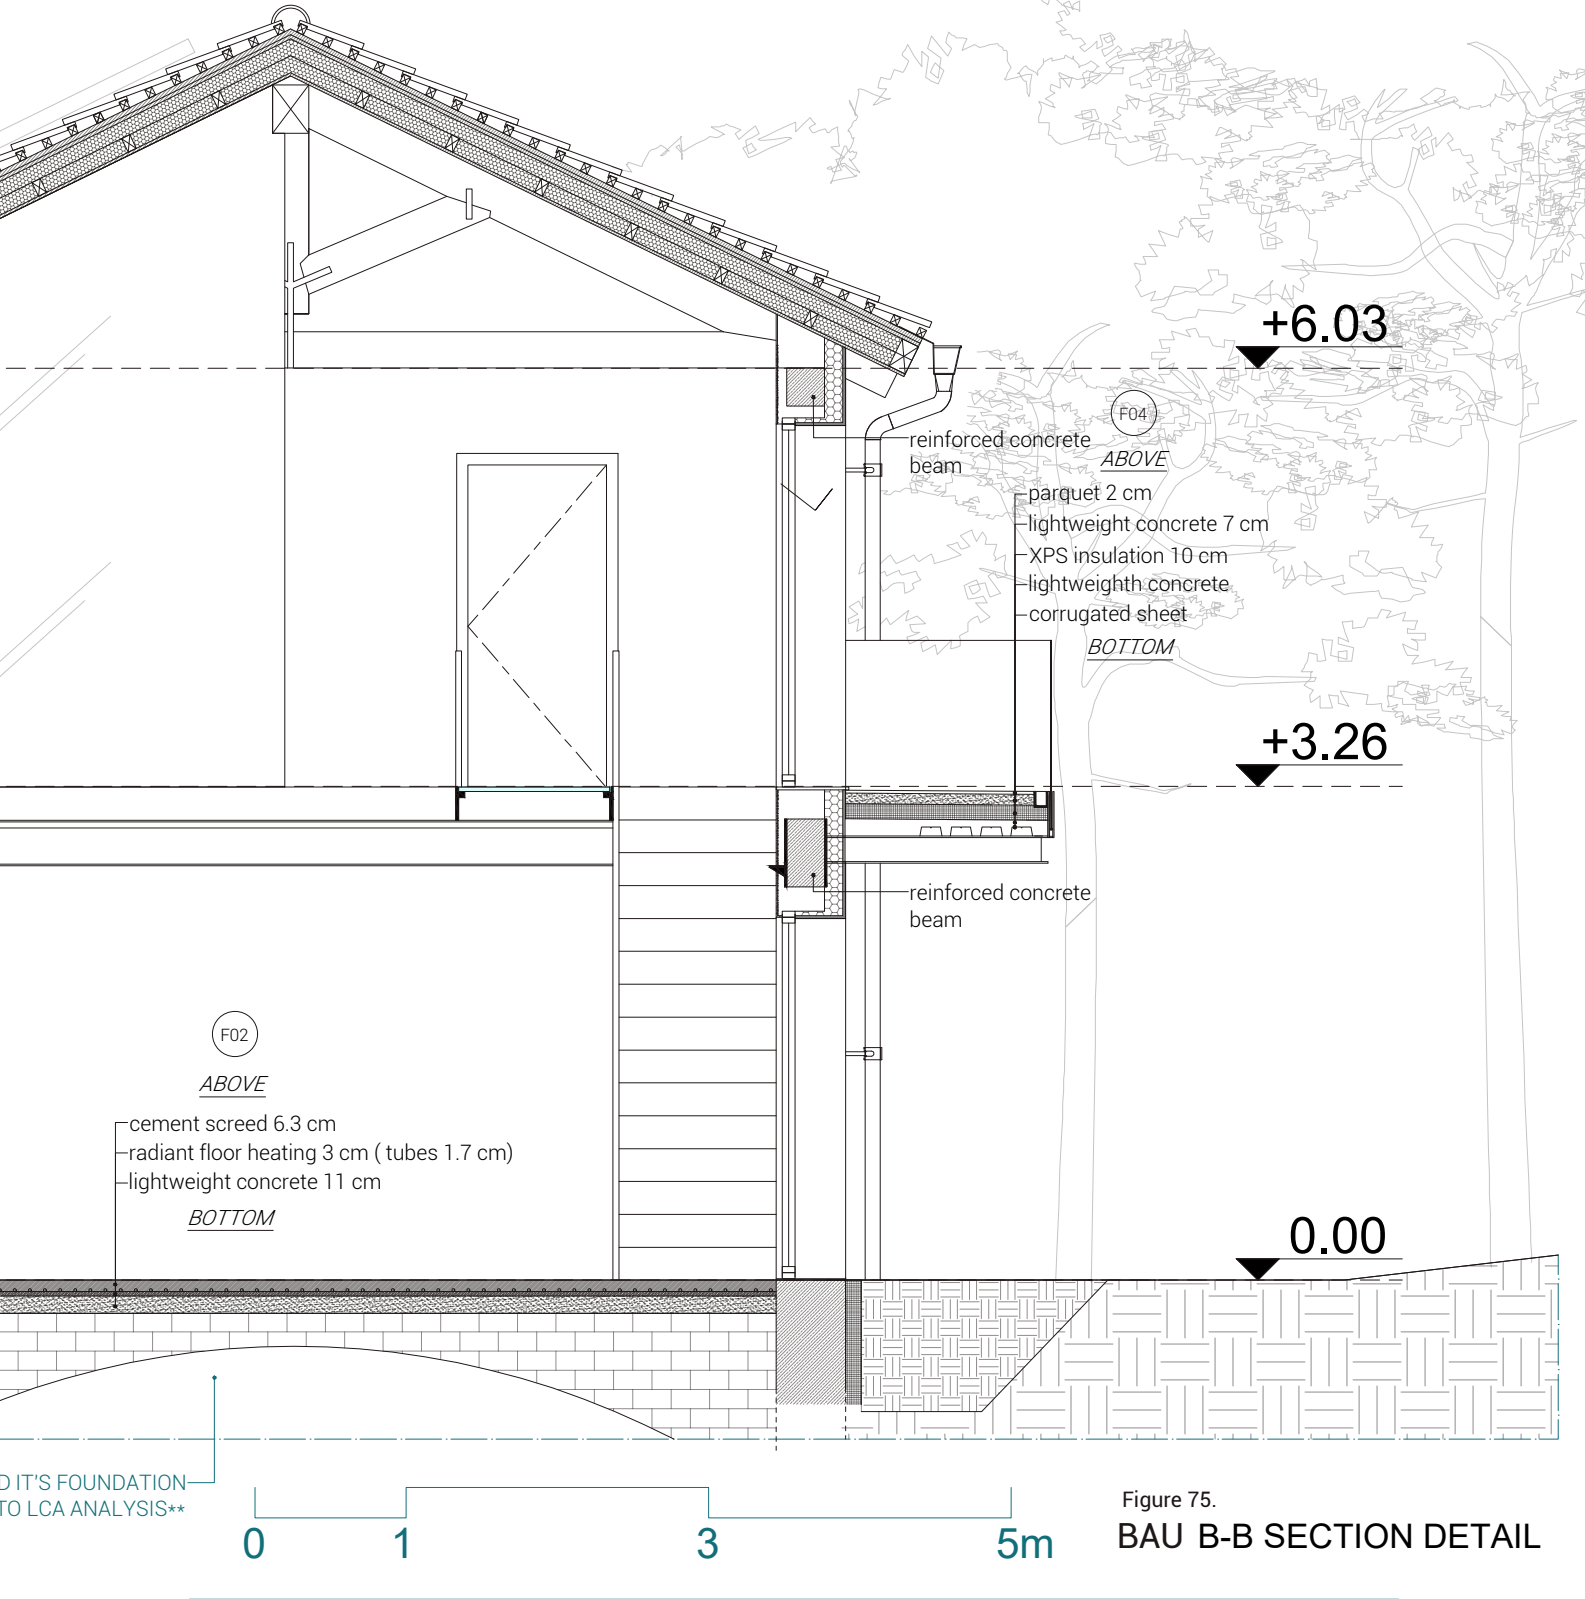 +6.03
F04
ABOVE
reinforced concrete
beam
parquet 2 cm
lightweight concrete 7 cm
XPS insulation 10 cm
lightweighth concrete
corrugated sheet
BOTTOM
+3.26
reinforced concrete
beam
F02
ABOVE
cement screed 6.3 cm
radiant floor heating 3 cm ( tubes 1.7 cm)
lightweight concrete 11 cm
BOTTOM
0.00
D IT'S FOUNDATION
TO LCA ANALYSIS**
0 1 3 5m
Figure 75.
BAU B-B SECTION DETAIL